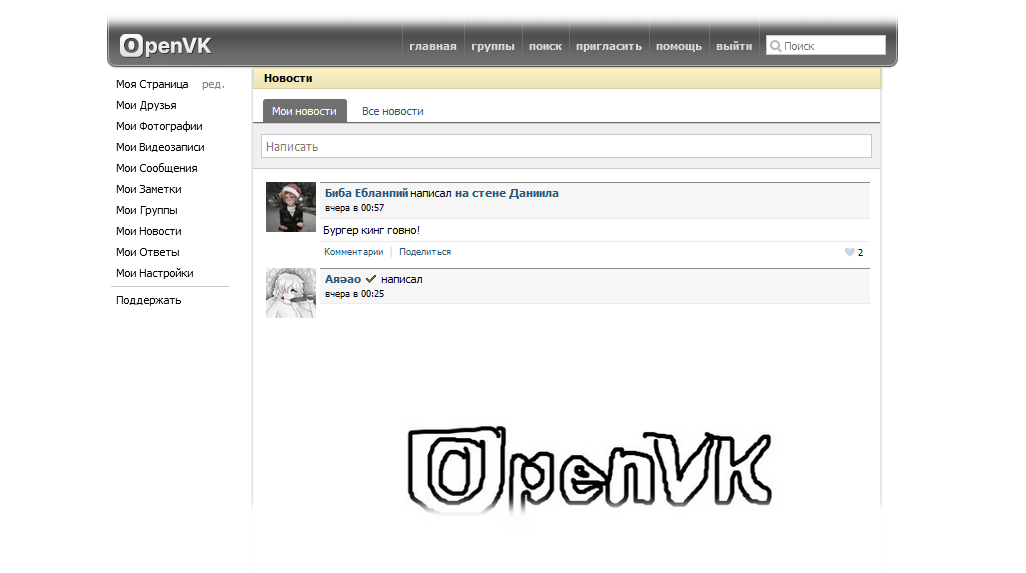 OpenVK
главная группы поиск пригласить помощь выйти Поиск
Моя Страница ред.
Мои Друзья
Мои Фотографии
Мои Видеозаписи
Мои Сообщения
Мои Заметки
Мои Группы
Мои Новости
Мои Ответы
Мои Настройки
Поддержать
Новости
Мои новости Все новости
Написать
Биба Ебланпий написал на стене Даниила
вчера в 00:57
Бургер кинг говно!
Комментарии | Поделиться 2
Аяэао написал
вчера в 00:25
OpenVK